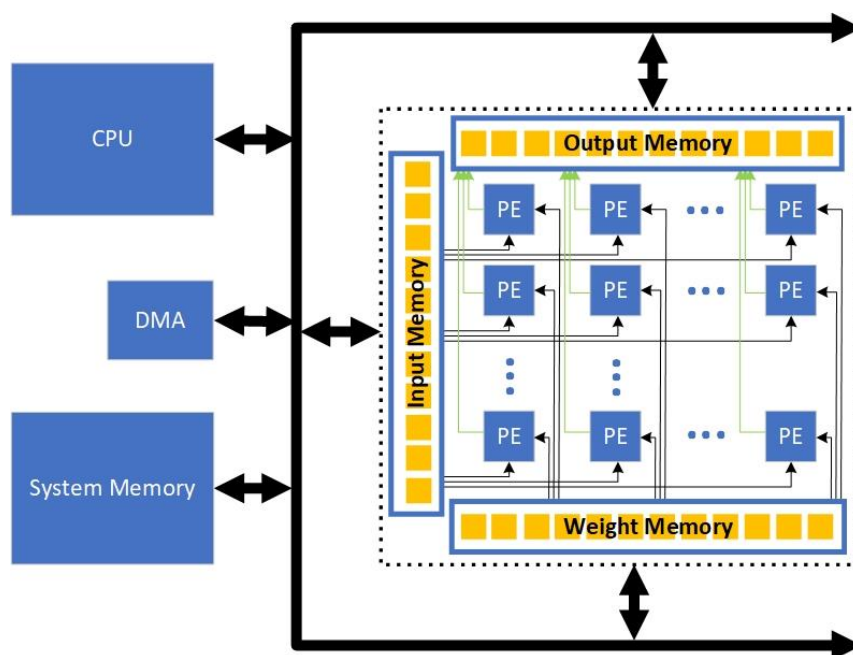 CPU
DMA
System Memory
Output Memory
Input Memory
PE
PE
PE
PE
PE
PE
PE
PE
PE
Weight Memory